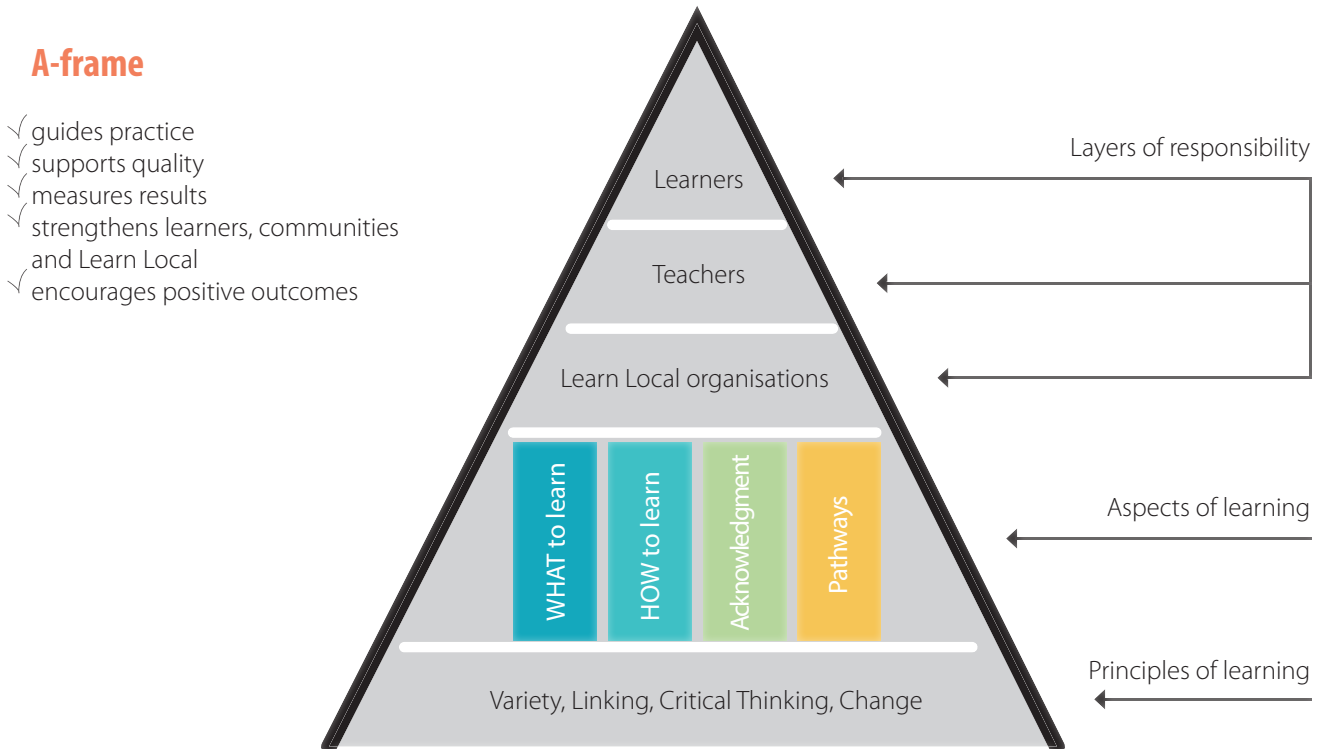 A-frame
guides practice
supports quality
measures results
strengthens learners, communities
and Learn Local
encourages positive outcomes
Learners
Teachers
Learn Local organisations
WHAT to learn
HOW to learn
Acknowledgment
Pathways
Variety, Linking, Critical Thinking, Change
Layers of responsibility
Aspects of learning
Principles of learning